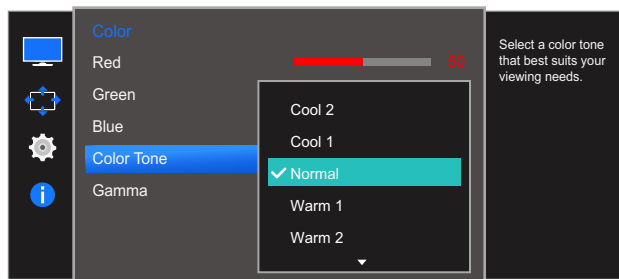 Color
Red
50
Green
Blue
Color Tone
Gamma
Cool 2
Cool 1
Normal
Warm 1
Warm 2
Select a color tone
that best suits your
viewing needs.